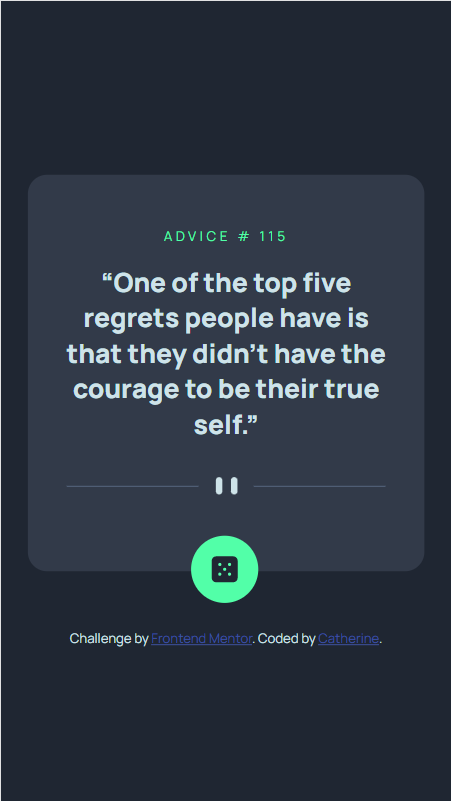 ADVICE # 115
“One of the top five
regrets people have is
that they didn’t have the
courage to be their true
self.”
Challenge by Frontend Mentor. Coded by Catherine.